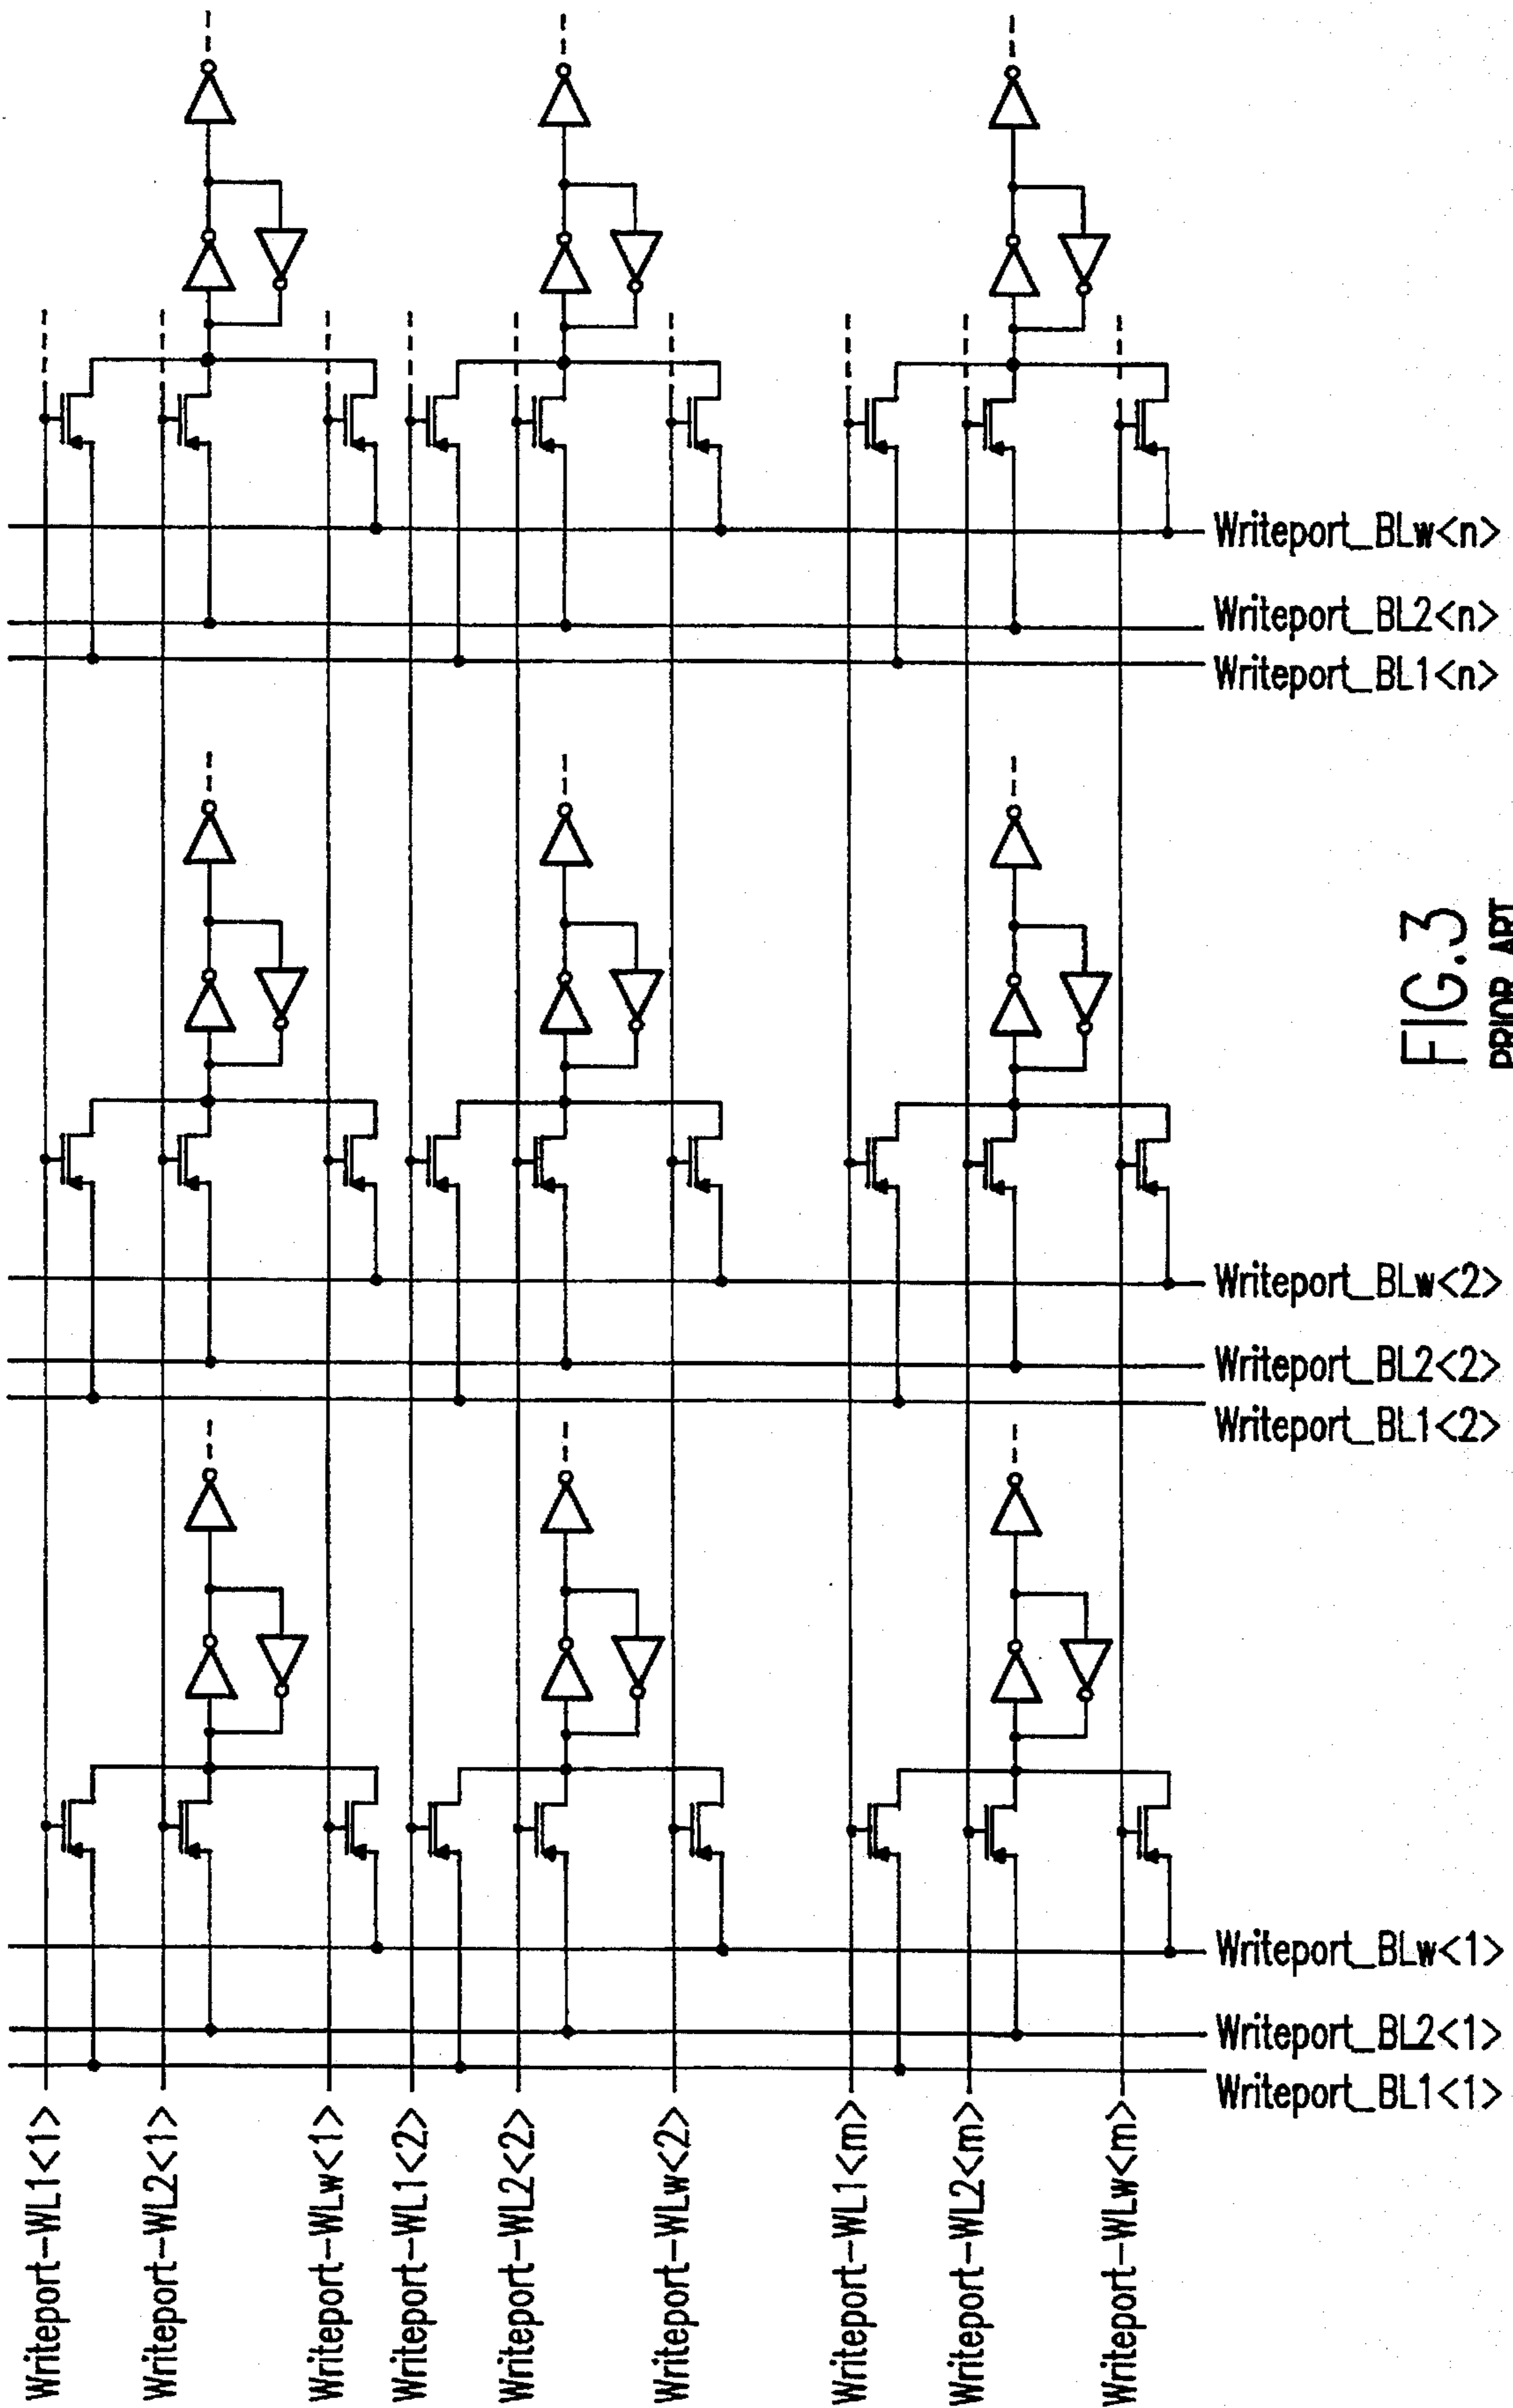 Writeport-WL1<1>
Writeport-WL2<1>
Writeport-WLw<1>
Writeport-WL1<2>
Writeport-WL2<2>
Writeport-WLw<2>
Writeport-WL1<m>
Writeport-WL2<m>
Writeport-WLw<m>
Writeport_BLw<n>
Writeport_BL2<n>
Writeport_BL1<n>
Writeport_BLw<2>
Writeport_BL2<2>
Writeport_BL1<2>
Writeport_BLw<1>
Writeport_BL2<1>
Writeport_BL1<1>
FIG.3
PRIOR ART